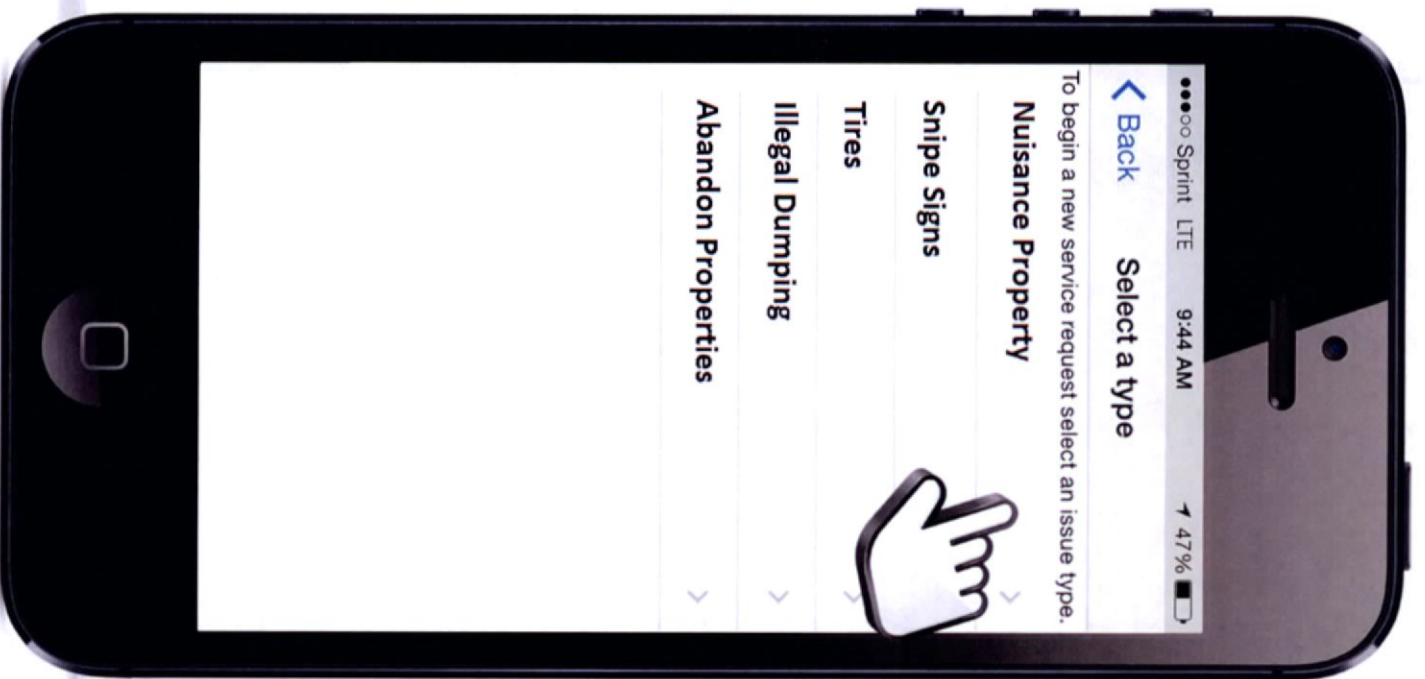 ●●●○○ Sprint LTE 9:44 AM 47%
Back Select a type
To begin a new service request select an issue type.
Nuisance Property
Snipe Signs
Tires
Illegal Dumping
Abandon Properties